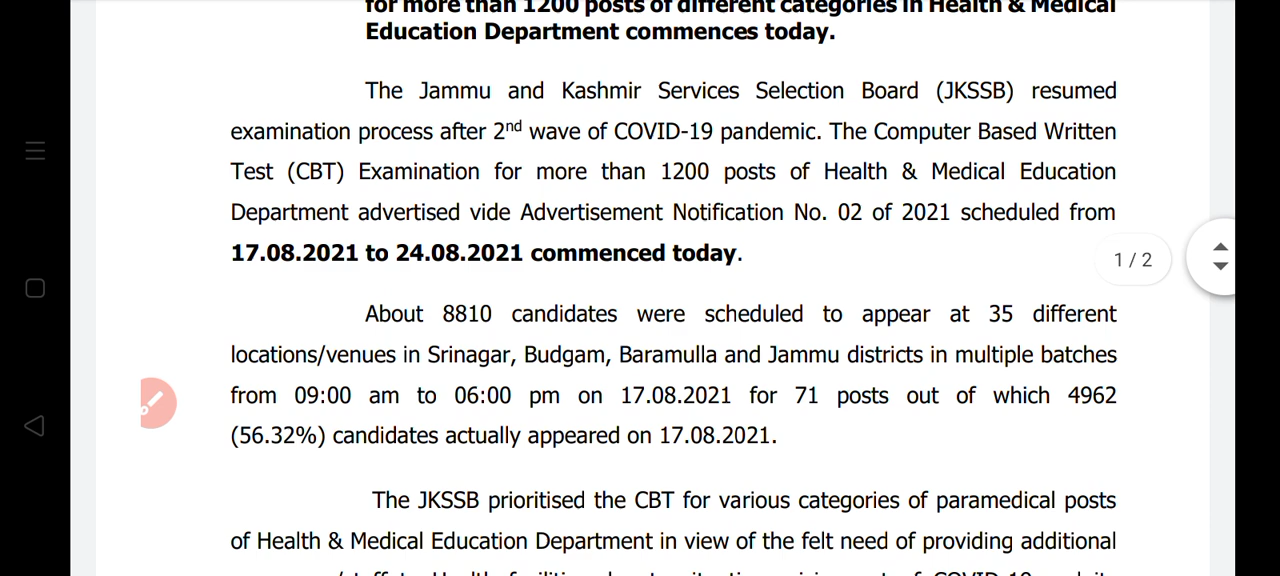 for more than 1200 posts of different categories in Health & Medical
Education Department commences today.
The Jammu and Kashmir Services Selection Board (JKSSB) resumed
examination process after 2nd wave of COVID-19 pandemic. The Computer Based Written
Test (CBT) Examination for more than 1200 posts of Health & Medical Education
Department advertised vide Advertisement Notification No. 02 of 2021 scheduled from
17.08.2021 to 24.08.2021 commenced today.
1 / 2
About 8810 candidates were scheduled to appear at 35 different
locations/venues in Srinagar, Budgam, Baramulla and Jammu districts in multiple batches
from 09:00 am to 06:00 pm on 17.08.2021 for 71 posts out of which 4962
(56.32%) candidates actually appeared on 17.08.2021.
The JKSSB prioritised the CBT for various categories of paramedical posts
of Health & Medical Education Department in view of the felt need of providing additional